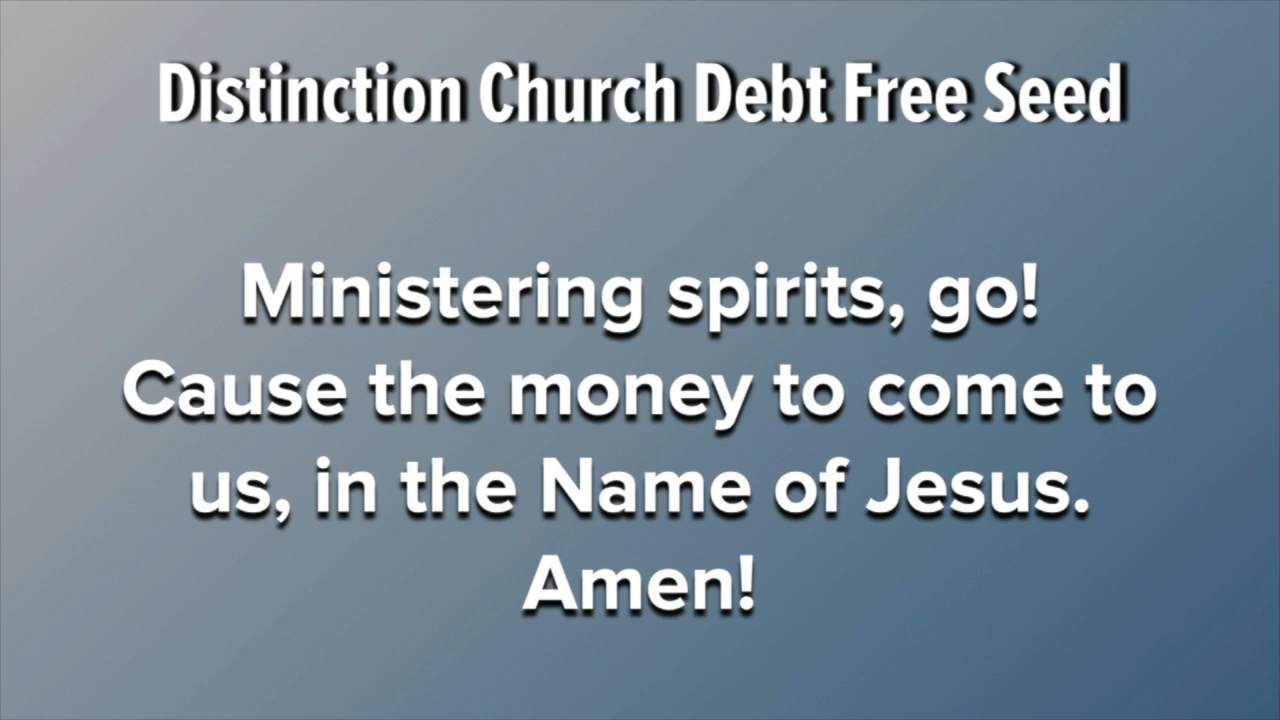 Distinction Church Debt Free Seed
Ministering spirits, go!
Cause the money to come to
us, in the Name of Jesus.
Amen!